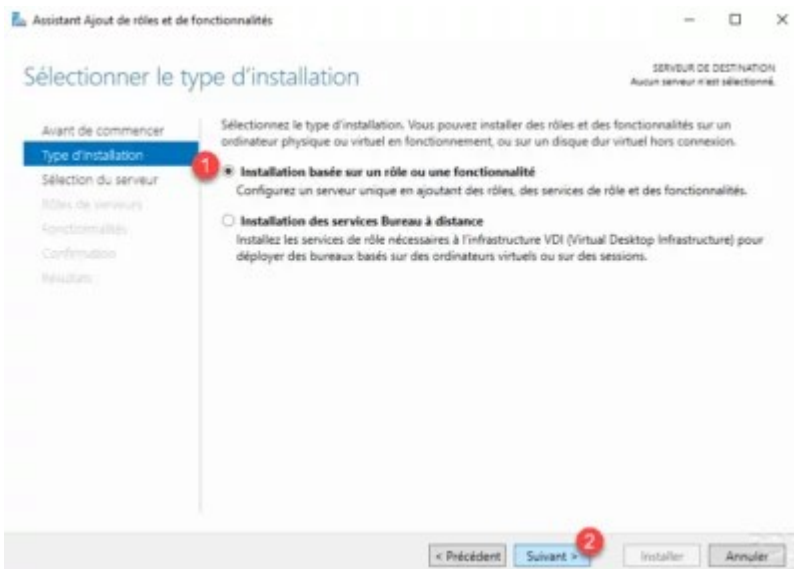 Assistant Ajout de rôles et de fonctionnalités
Sélectionner le type d'installation
SERVEUR DE DESTINATION
Aucun serveur n'est sélectionné.
Avant de commencer
Type d'installation
Sélection du serveur
Rôles de serveurs
Fonctionnalités
Confirmation
Résultats
Sélectionnez le type d'installation. Vous pouvez installer des rôles et des fonctionnalités sur un
ordinateur physique ou virtuel en fonctionnement, ou sur un disque dur virtuel hors connexion.
1
Installation basée sur un rôle ou une fonctionnalité
Configurez un serveur unique en ajoutant des rôles, des services de rôle et des fonctionnalités.
Installation des services Bureau à distance
Installez les services de rôle nécessaires à l'infrastructure VDI (Virtual Desktop Infrastructure) pour
déployer des bureaux basés sur des ordinateurs virtuels ou sur des sessions.
2
< Précédent Suivant > Installer Annuler